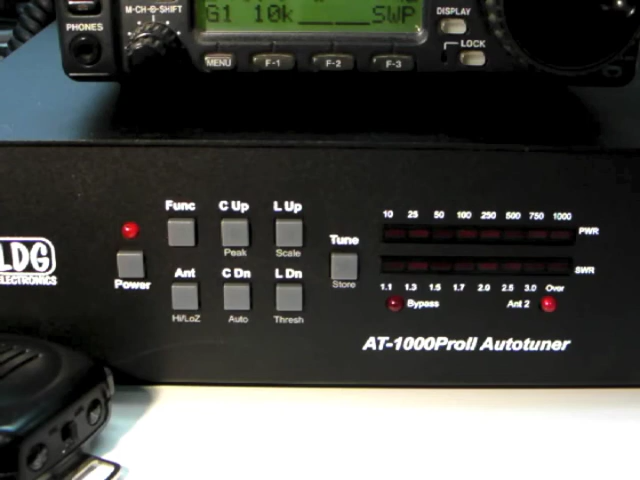 M-CH-⊚-SHIFT
PHONES
G1 10k SWP
DISPLAY
LOCK
MENU F-1 F-2 F-3
Func C Up L Up
Peak Scale
Tune
Store
10 25 50 100 250 500 750 1000
PWR
SWR
1.1 1.3 1.5 1.7 2.0 2.5 3.0 Over
Bypass Ant 2
LDG
ELECTRONICS
Power
Ant C Dn L Dn
Hi/LoZ Auto Thresh
AT-1000ProII Autotuner